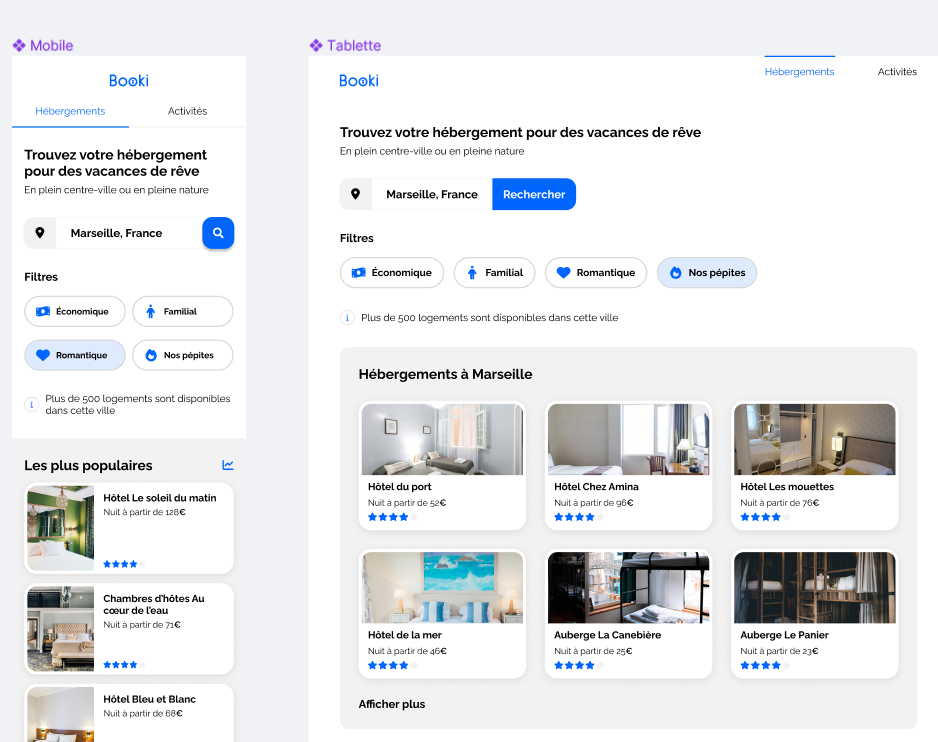 Mobile
Booki
Hébergements
Activités
Trouvez votre hébergement
pour des vacances de rêve
En plein centre-ville ou en pleine nature
Marseille, France
Filtres
Économique
Familial
Romantique
Nos pépites
Plus de 500 logements sont disponibles
dans cette ville
Les plus populaires
Hôtel Le soleil du matin
Nuit à partir de 128€
Chambres d'hôtes Au
cœur de l'eau
Nuit à partir de 71€
Hôtel Bleu et Blanc
Nuit à partir de 68€
Tablette
Booki
Hébergements
Activités
Trouvez votre hébergement pour des vacances de rêve
En plein centre-ville ou en pleine nature
Marseille, France
Rechercher
Filtres
Économique
Familial
Romantique
Nos pépites
Plus de 500 logements sont disponibles dans cette ville
Hébergements à Marseille
Hôtel du port
Nuit à partir de 52€
Hôtel Chez Amina
Nuit à partir de 96€
Hôtel Les mouettes
Nuit à partir de 76€
Hôtel de la mer
Nuit à partir de 46€
Auberge La Canebière
Nuit à partir de 25€
Auberge Le Panier
Nuit à partir de 23€
Afficher plus